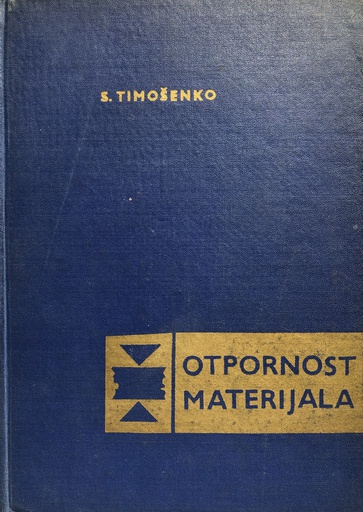 S. TIMOŠENKO
OTPORNOST
MATERIJALA